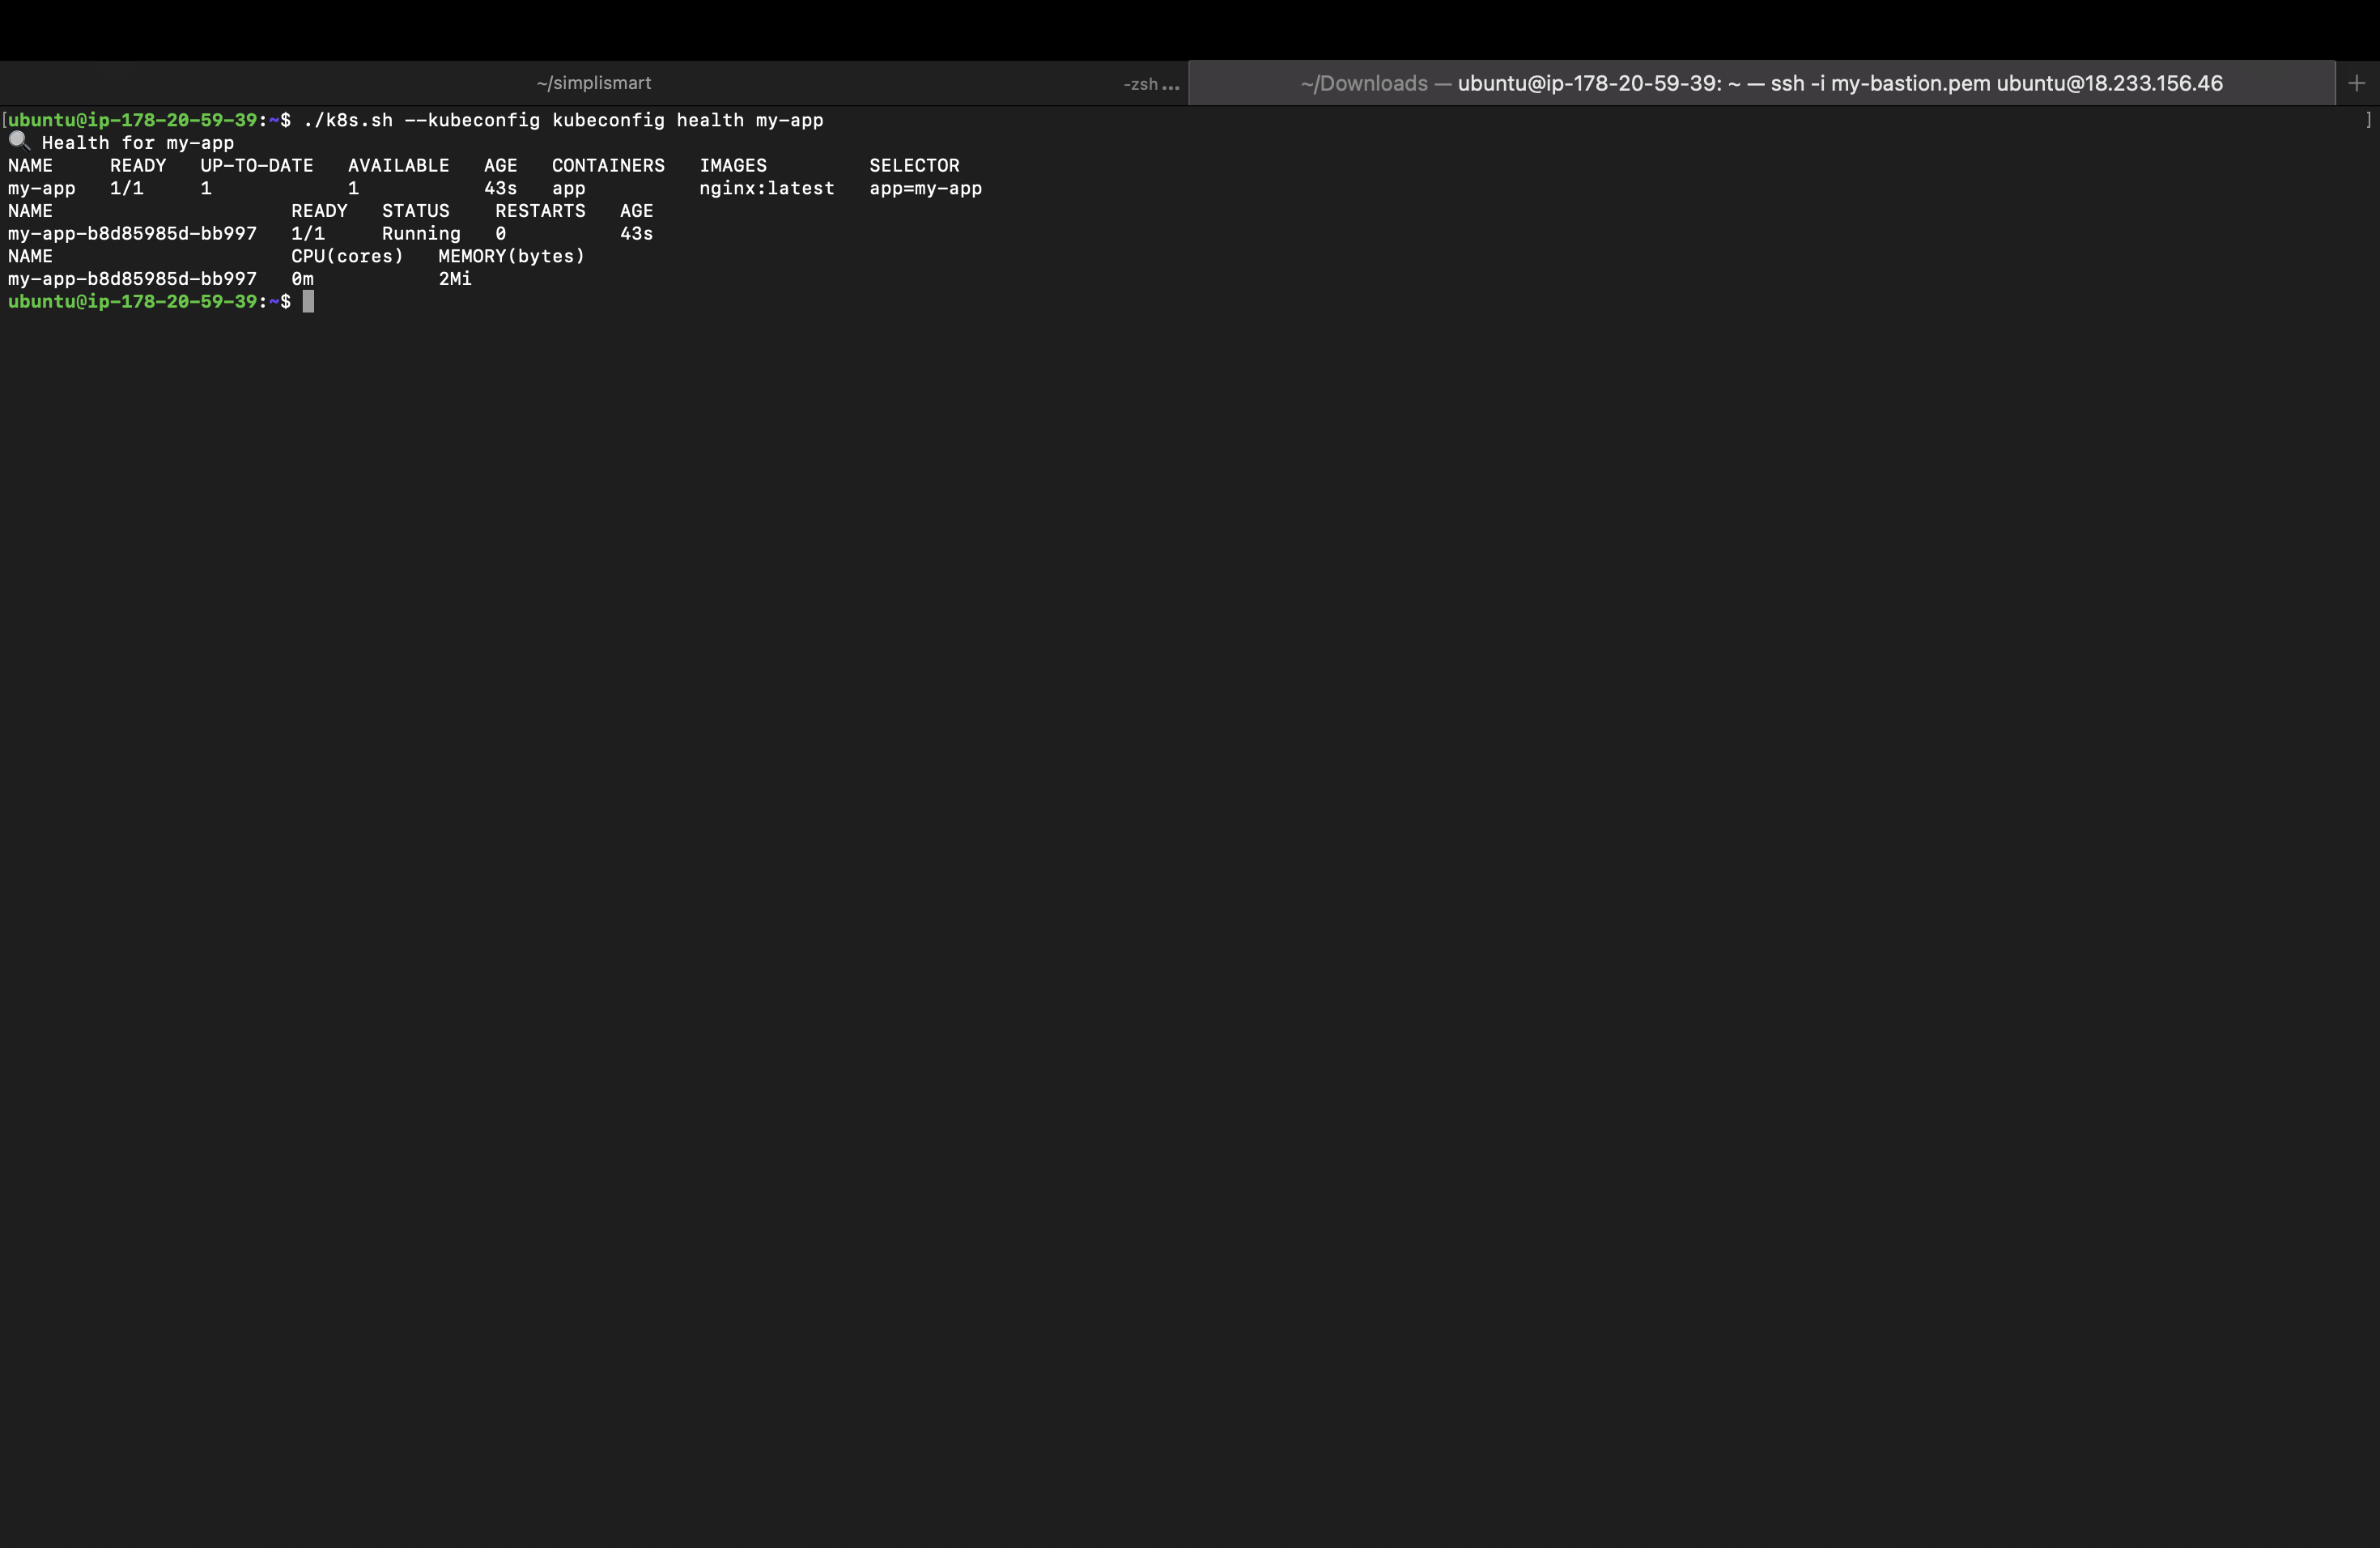 ~/simplismart
-zsh ...
~/Downloads — ubuntu@ip-178-20-59-39: ~ — ssh -i my-bastion.pem ubuntu@18.233.156.46
+
[ubuntu@ip-178-20-59-39:~$ ./k8s.sh --kubeconfig kubeconfig health my-app ]
🔍 Health for my-app
NAME READY UP-TO-DATE AVAILABLE AGE CONTAINERS IMAGES SELECTOR
my-app 1/1 1 1 43s app nginx:latest app=my-app
NAME READY STATUS RESTARTS AGE
my-app-b8d85985d-bb997 1/1 Running 0 43s
NAME CPU(cores) MEMORY(bytes)
my-app-b8d85985d-bb997 0m 2Mi
ubuntu@ip-178-20-59-39:~$